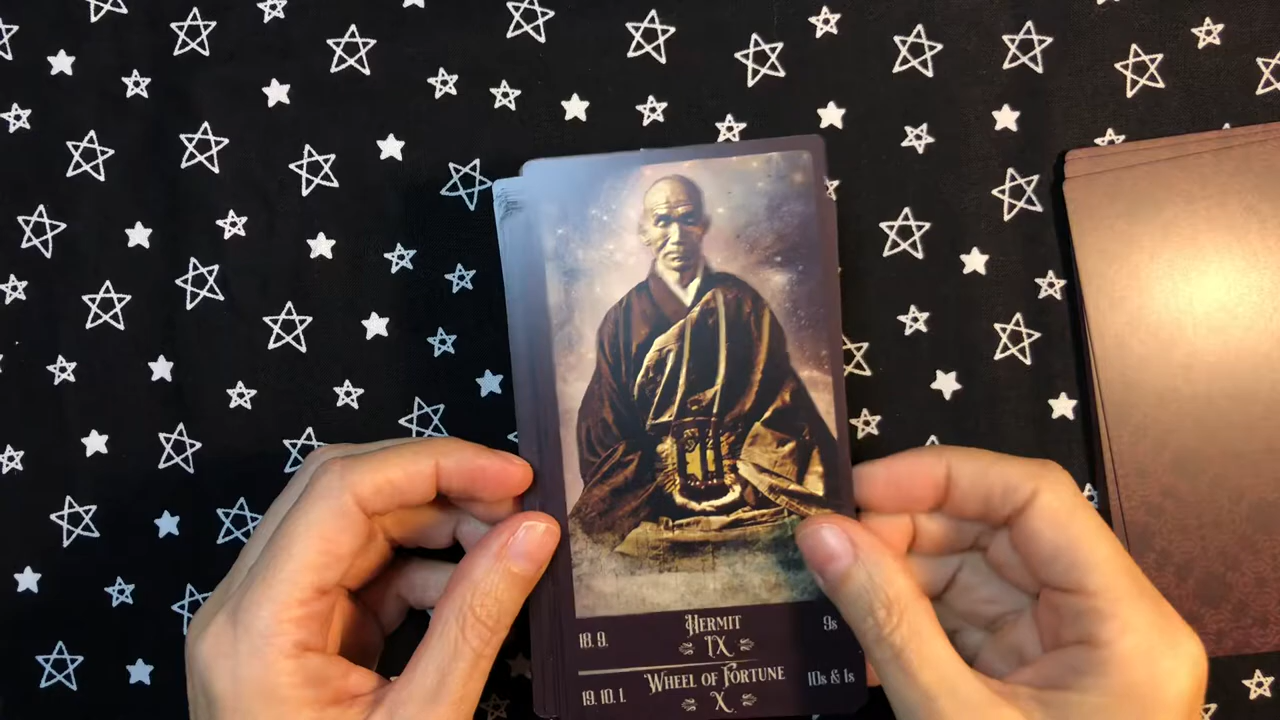 18. 9. HERMIT 9s
IX
19. 10. 1. WHEEL OF FORTUNE 10s & 1s
X